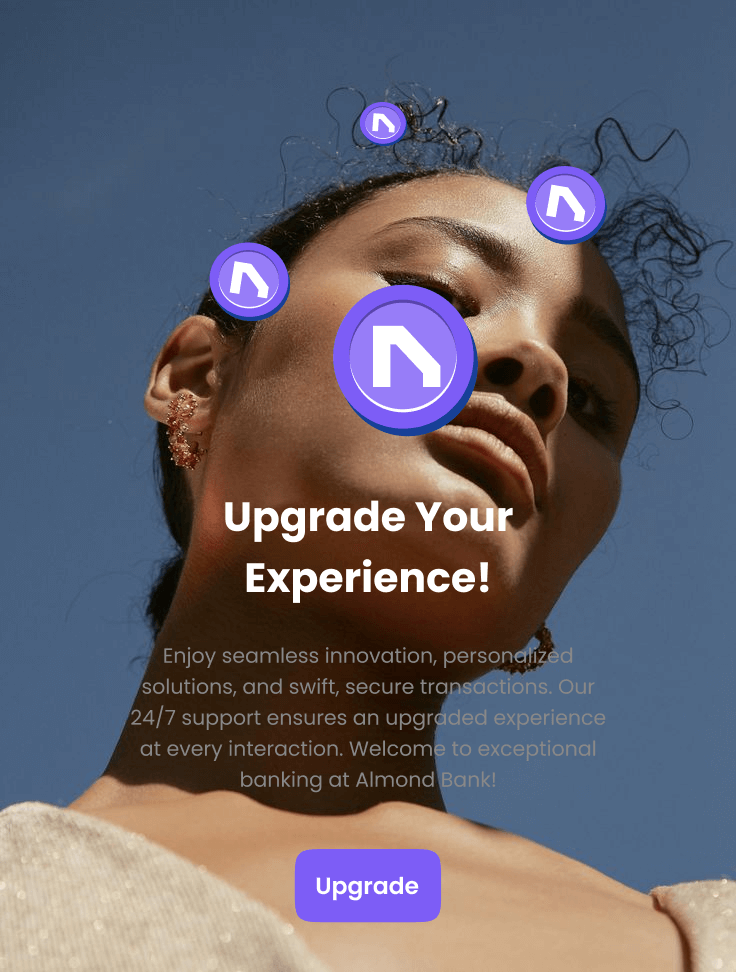 Upgrade Your
Experience!
Enjoy seamless innovation, personalized
solutions, and swift, secure transactions. Our
24/7 support ensures an upgraded experience
at every interaction. Welcome to exceptional
banking at Almond Bank!
Upgrade